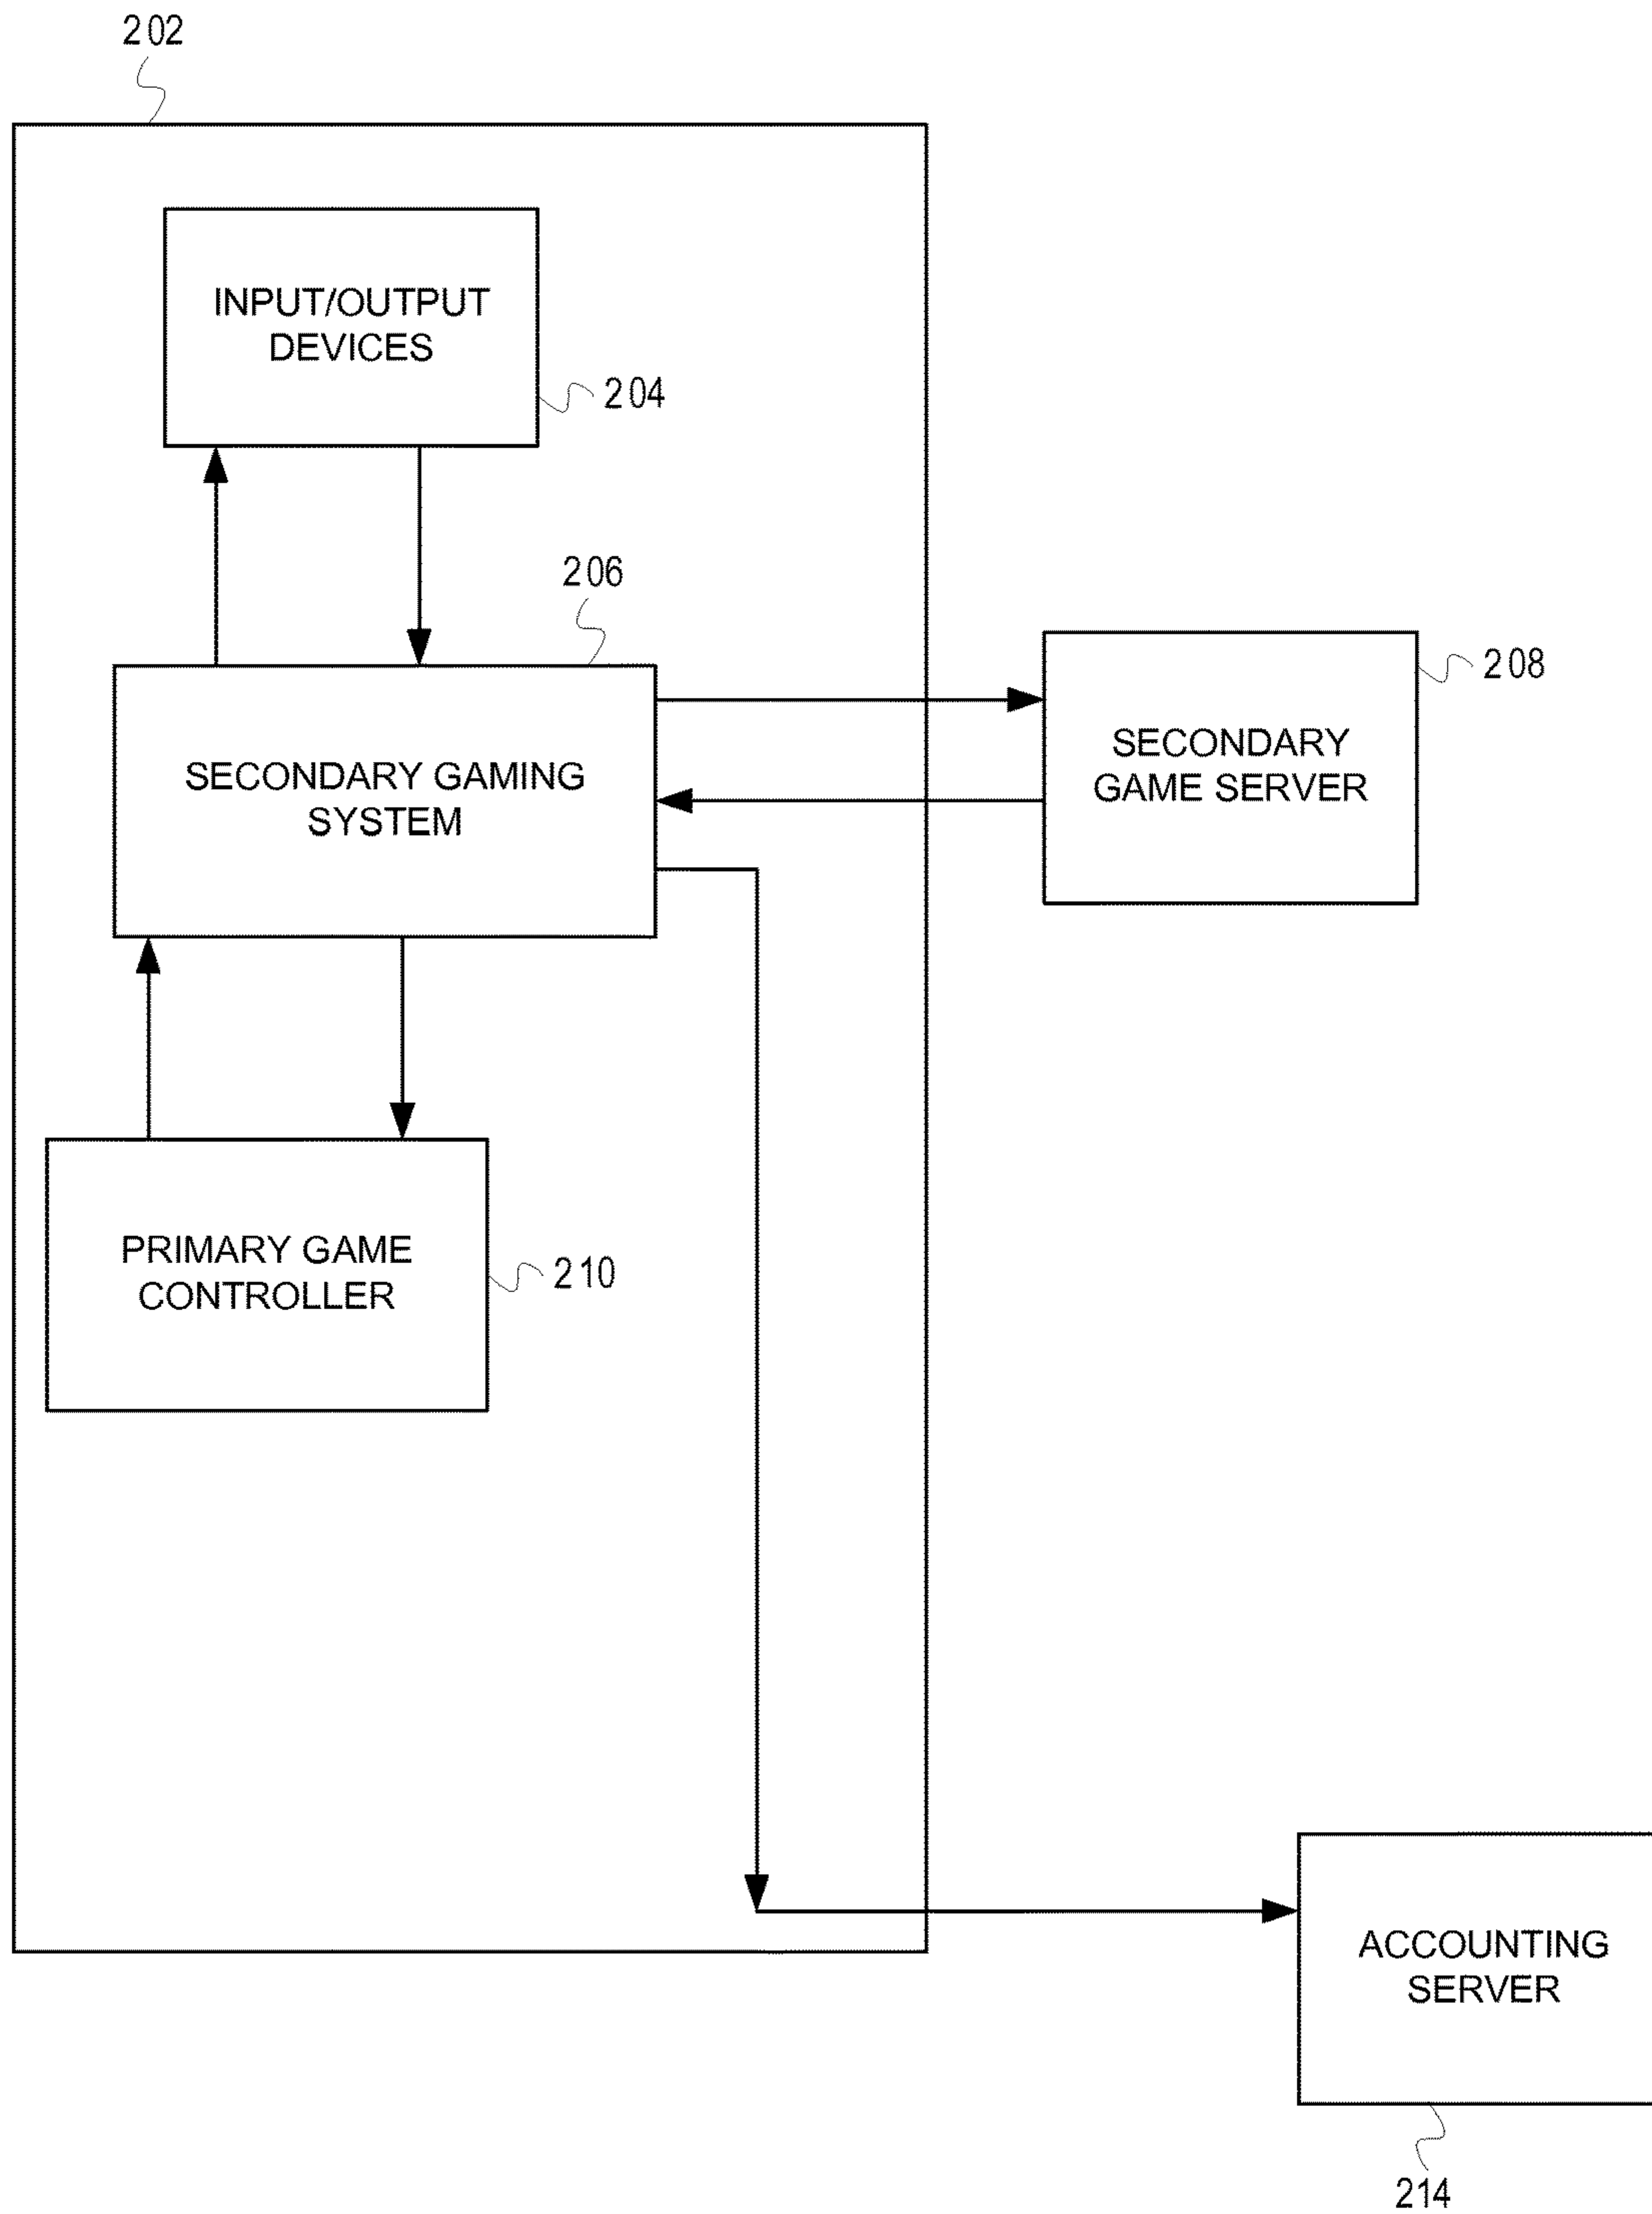 202
INPUT/OUTPUT
DEVICES
204
206
SECONDARY GAMING
SYSTEM
208
SECONDARY
GAME SERVER
PRIMARY GAME
CONTROLLER
210
ACCOUNTING
SERVER
214